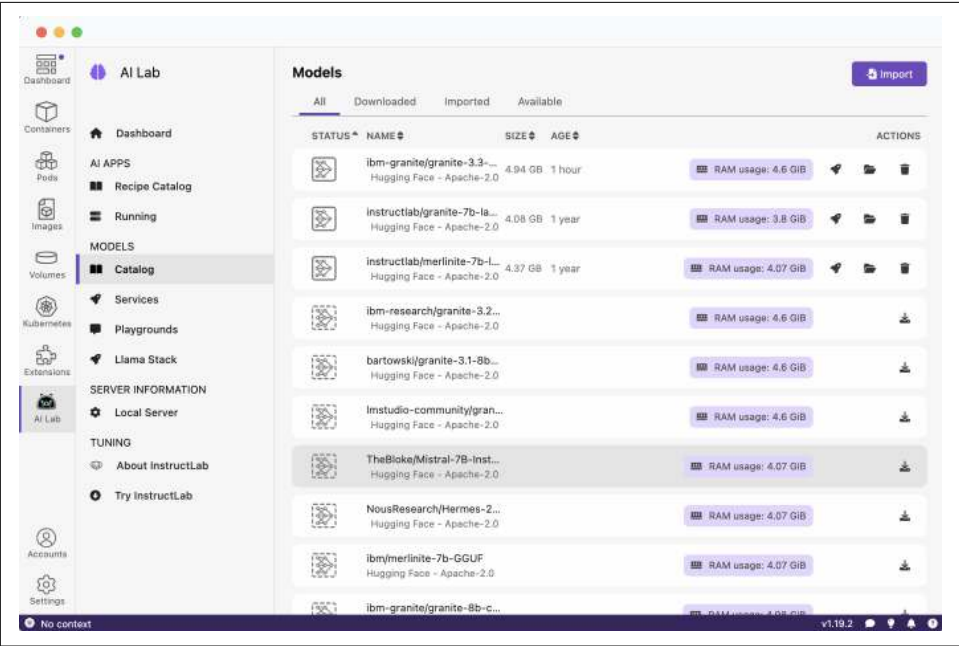 Dashboard
Containers
Pods
Images
Volumes
Kubernetes
Extensions
AI Lab
Accounts
Settings
AI Lab
Dashboard
AI APPS
Recipe Catalog
Running
MODELS
Catalog
Services
Playgrounds
Llama Stack
SERVER INFORMATION
Local Server
TUNING
About InstructLab
Try InstructLab
Models
Import
All Downloaded Imported Available
STATUS NAME SIZE AGE ACTIONS
ibm-granite/granite-3.3-...
Hugging Face - Apache-2.0
4.94 GB 1 hour RAM usage: 4.6 GiB
instructlab/granite-7b-la...
Hugging Face - Apache-2.0
4.08 GB 1 year RAM usage: 3.8 GiB
instructlab/merlinite-7b-l...
Hugging Face - Apache-2.0
4.37 GB 1 year RAM usage: 4.07 GiB
ibm-research/granite-3.2...
Hugging Face - Apache-2.0
RAM usage: 4.6 GiB
bartowski/granite-3.1-8b...
Hugging Face - Apache-2.0
RAM usage: 4.6 GiB
lmstudio-community/gran...
Hugging Face - Apache-2.0
RAM usage: 4.6 GiB
TheBloke/Mistral-7B-Inst...
Hugging Face - Apache-2.0
RAM usage: 4.07 GiB
NousResearch/Hermes-2...
Hugging Face - Apache-2.0
RAM usage: 4.07 GiB
ibm/merlinite-7b-GGUF
Hugging Face - Apache-2.0
RAM usage: 4.07 GiB
ibm-granite/granite-8b-c...
No context
v1.19.2